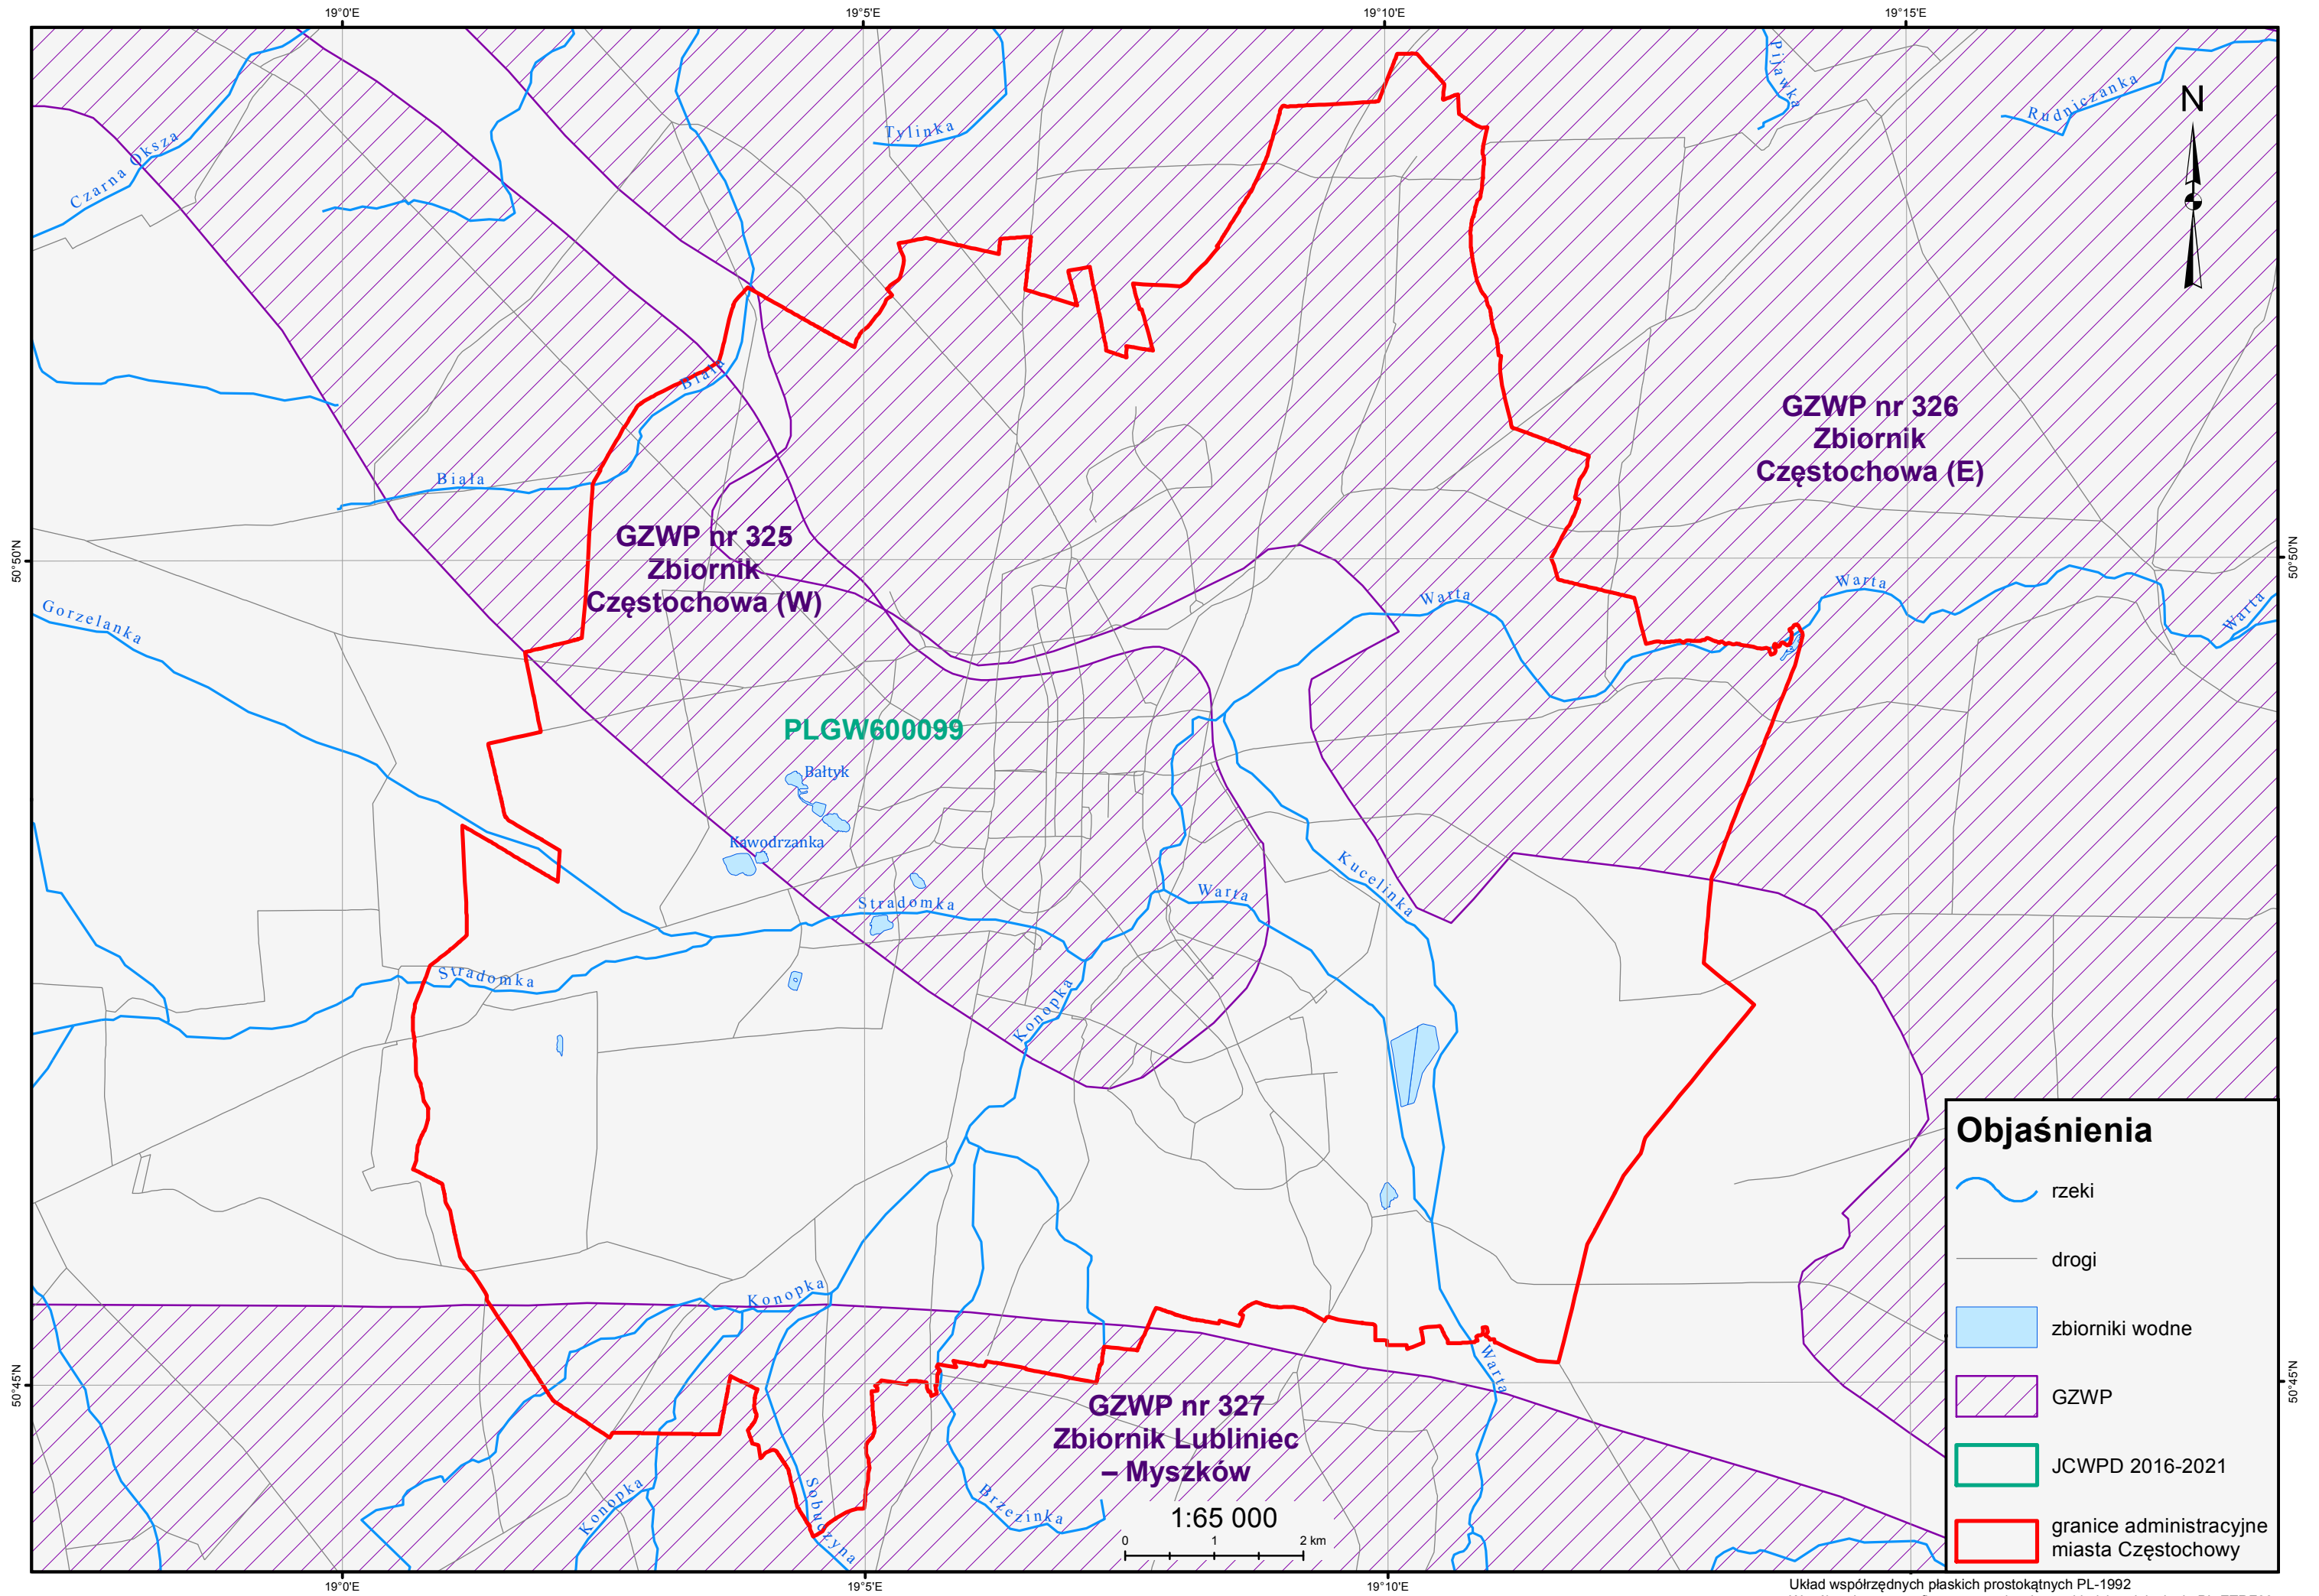 19°0'E
19°5'E
19°10'E
19°15'E
Pijawka
Rudniczanka
N
Tylinka
Czarna Oksza
Biała
GZWP nr 326
Zbiornik
Częstochowa (E)
Biała
GZWP nr 325
Zbiornik
Częstochowa (W)
50°50'N
50°50'N
Warta
Warta
Warta
Gorzelanka
PLGW600099
Bałtyk
Kawodrzanka
Kucelinka
Stradomka
Warta
Stradomka
Konopka
Konopka
50°45'N
50°45'N
Warta
GZWP nr 327
Zbiornik Lubliniec
– Myszków
Konopka
Sobuczyna
Brzezinka
1:65 000
0 1 2 km
Objaśnienia
rzeki
drogi
zbiorniki wodne
GZWP
JCWPD 2016-2021
granice administracyjne
miasta Częstochowy
19°0'E
19°5'E
19°10'E
Układ współrzędnych płaskich prostokątnych PL-1992